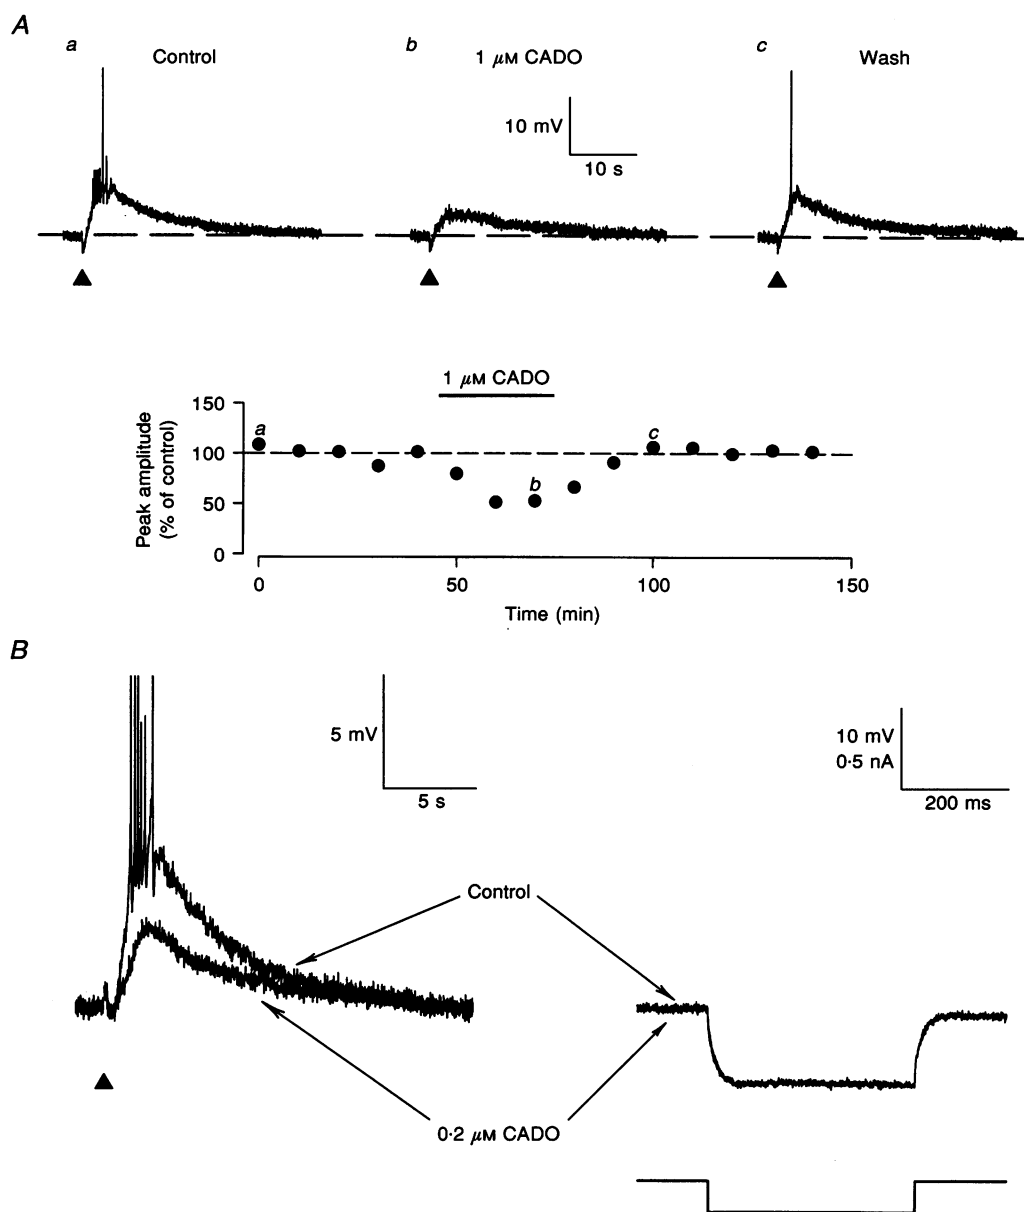 A
a
Control
b
1 μM CADO
c
Wash
10 mV
10 s
1 μM CADO
Peak amplitude
(% of control)
150
100
50
0
a
b
c
0
50
100
150
Time (min)
B
5 mV
5 s
10 mV
0·5 nA
200 ms
Control
0·2 μM CADO